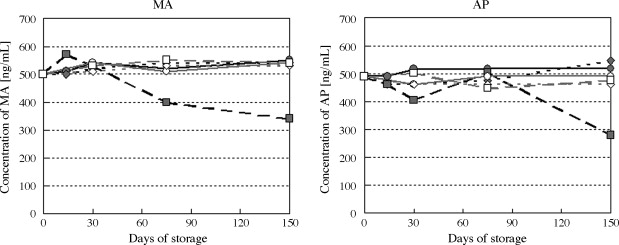 MA
Concentration of MA [ng/mL]
700
600
500
400
300
200
100
0
0 30 60 90 120 150
Days of storage
AP
Concentration of AP [ng/mL]
700
600
500
400
300
200
100
0
0 30 60 90 120 150
Days of storage